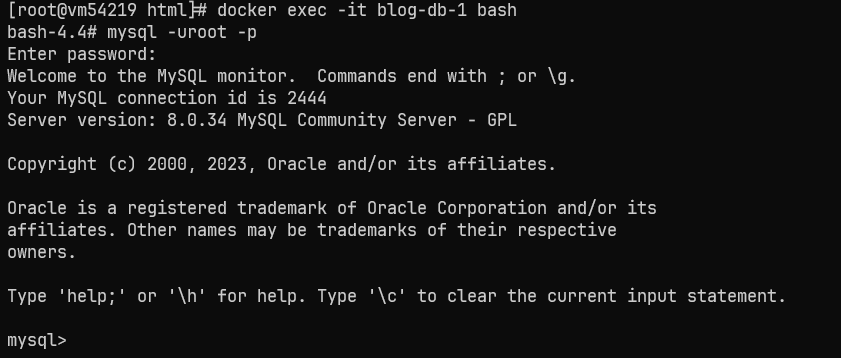 [root@vm54219 html]# docker exec -it blog-db-1 bash
bash-4.4# mysql -uroot -p
Enter password:
Welcome to the MySQL monitor.  Commands end with ; or \g.
Your MySQL connection id is 2444
Server version: 8.0.34 MySQL Community Server - GPL

Copyright (c) 2000, 2023, Oracle and/or its affiliates.

Oracle is a registered trademark of Oracle Corporation and/or its
affiliates. Other names may be trademarks of their respective
owners.

Type 'help;' or '\h' for help. Type '\c' to clear the current input statement.

mysql>